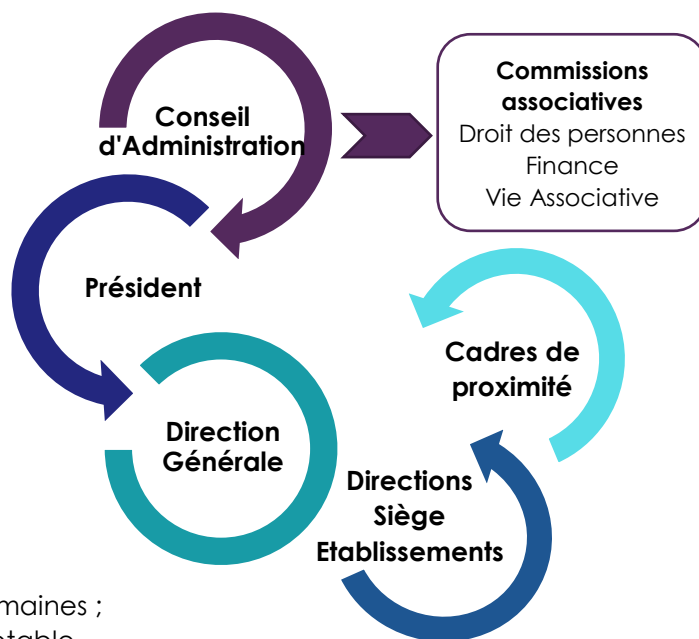 Conseil
d'Administration
Commissions
associatives
Droit des personnes
Finance
Vie Associative
Président
Cadres de
proximité
Direction
Générale
Directions
Siège
Etablissements
maines ;